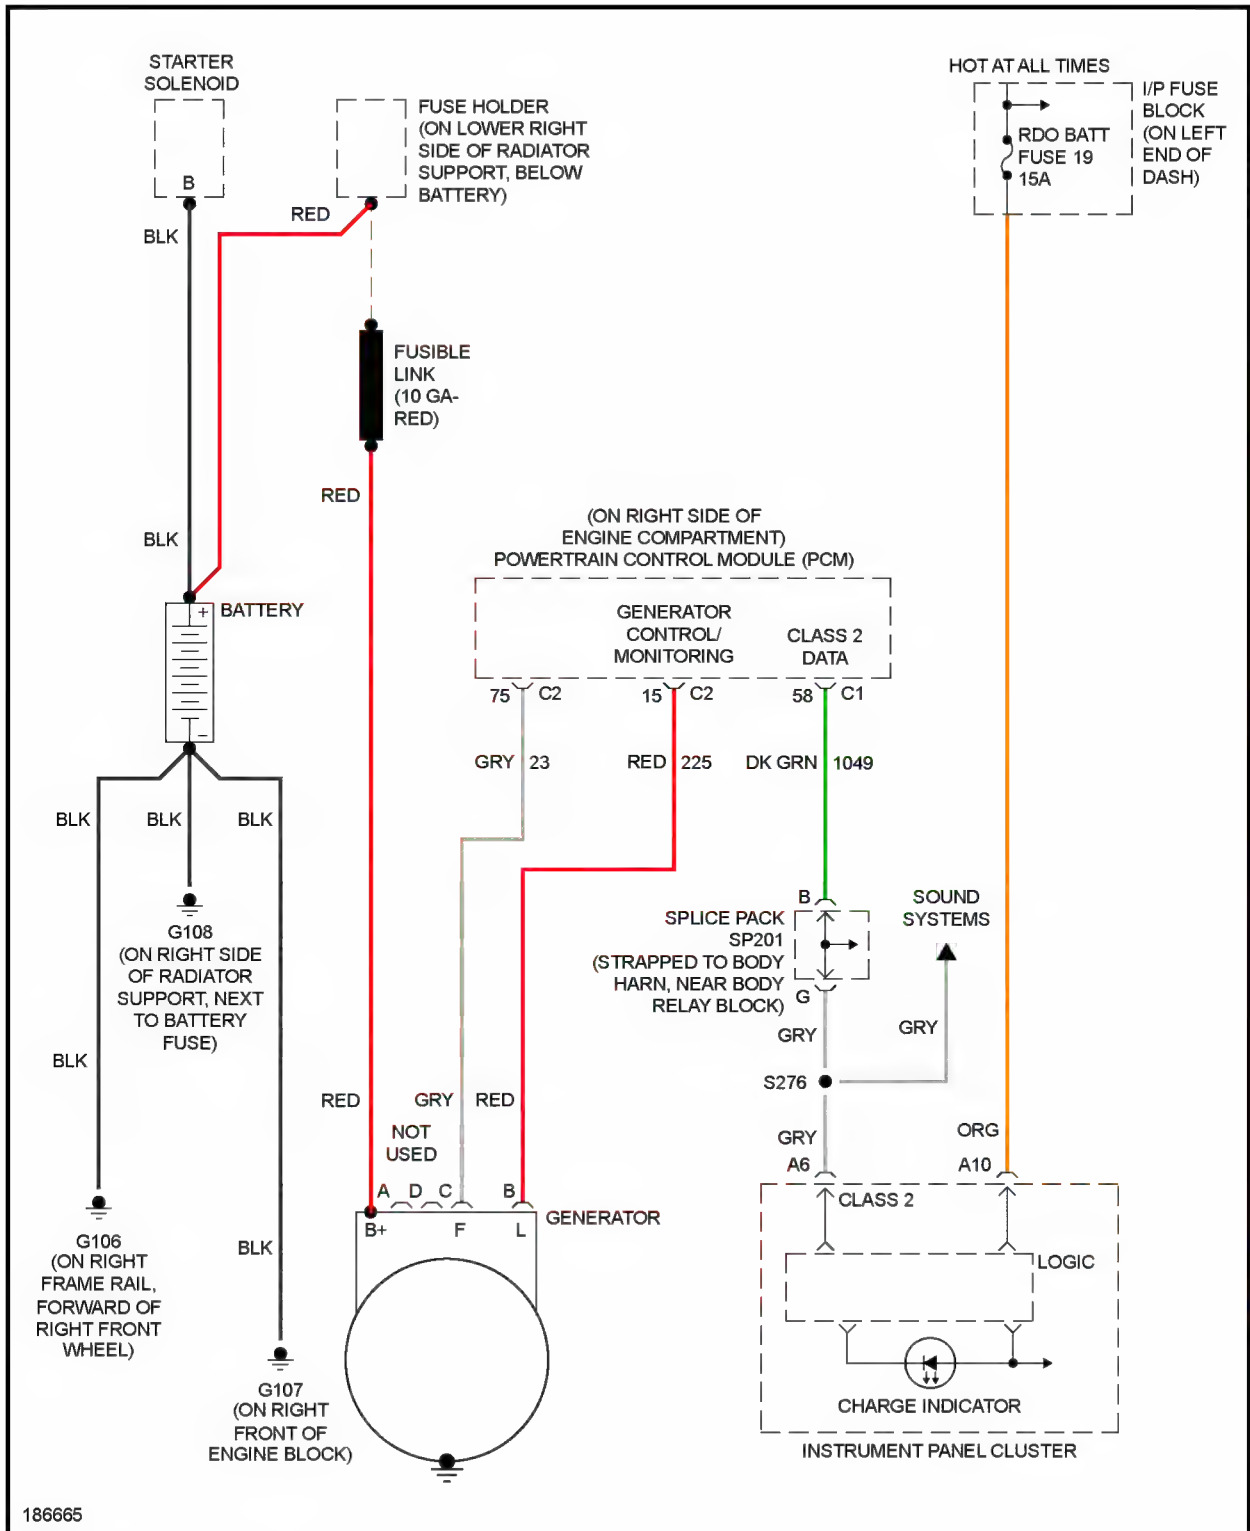 STARTER
SOLENOID
B
BLK
FUSE HOLDER
(ON LOWER RIGHT
SIDE OF RADIATOR
SUPPORT, BELOW
BATTERY)
RED
HOT AT ALL TIMES
RDO BATT
FUSE 19
15A
I/P FUSE
BLOCK
(ON LEFT
END OF
DASH)
FUSIBLE
LINK
(10 GA-
RED)
RED
BLK
+
BATTERY
-
(ON RIGHT SIDE OF
ENGINE COMPARTMENT)
POWERTRAIN CONTROL MODULE (PCM)
GENERATOR
CONTROL/
MONITORING
CLASS 2
DATA
75 C2
15 C2
58 C1
GRY 23
RED 225
DK GRN 1049
BLK
BLK
BLK
G108
(ON RIGHT SIDE
OF RADIATOR
SUPPORT, NEXT
TO BATTERY
FUSE)
B
SPLICE PACK
SP201
(STRAPPED TO BODY
HARN, NEAR BODY
RELAY BLOCK)
G
SOUND
SYSTEMS
GRY
GRY
S276
BLK
RED
GRY
RED
NOT
USED
GRY
A6
ORG
A10
A
D
C
B
B+
F
L
GENERATOR
CLASS 2
LOGIC
G106
(ON RIGHT
FRAME RAIL,
FORWARD OF
RIGHT FRONT
WHEEL)
BLK
G107
(ON RIGHT
FRONT OF
ENGINE BLOCK)
CHARGE INDICATOR
INSTRUMENT PANEL CLUSTER
186665